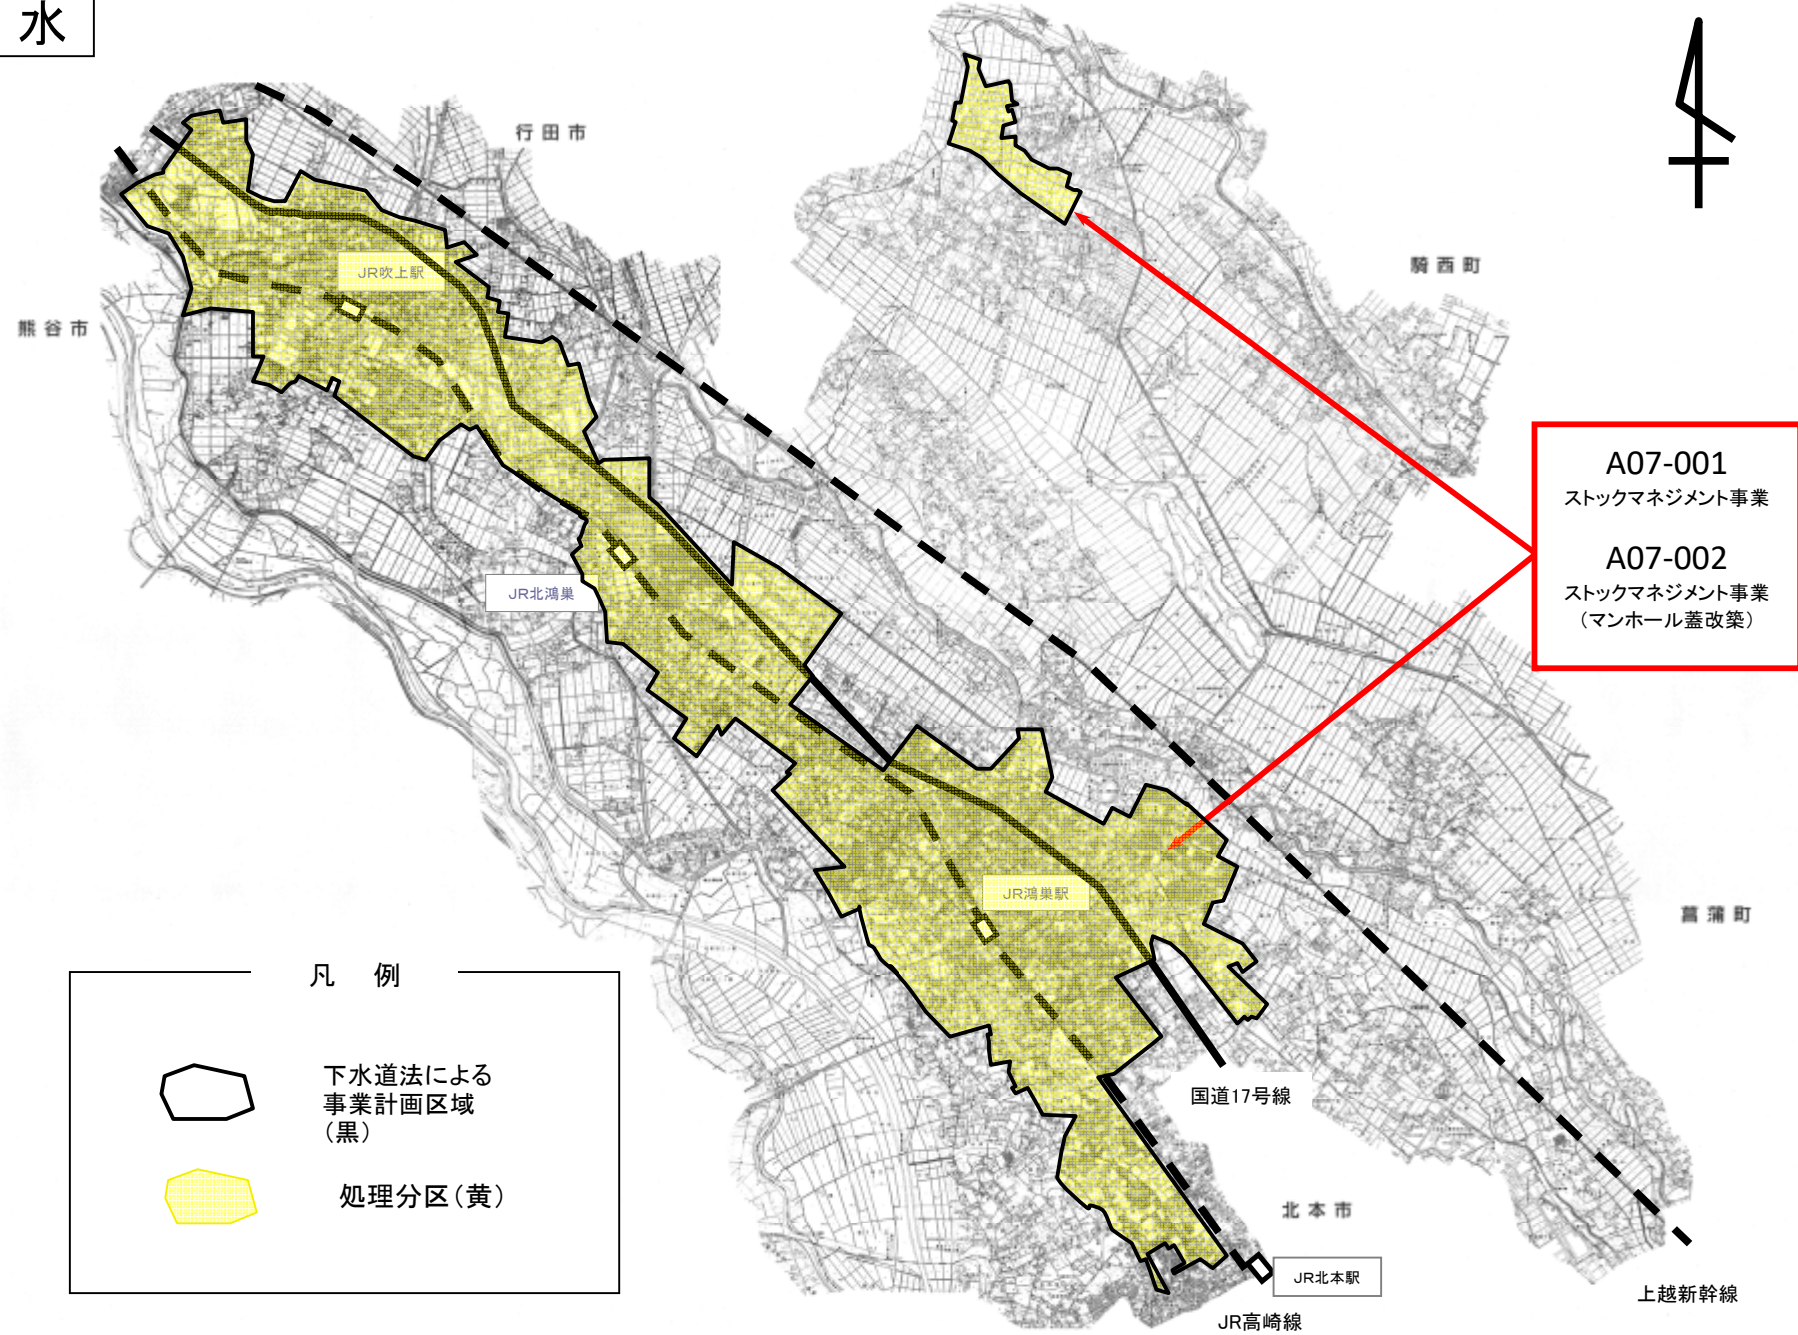 水
行田市
騎西町
JR吹上駅
熊谷市
A07-001
ストックマネジメント事業
A07-002
ストックマネジメント事業
（マンホール蓋改築）
JR北鴻巣
JR鴻巣駅
菖蒲町
凡　例
下水道法による
事業計画区域
（黒）
処理分区（黄）
国道17号線
北本市
JR北本駅
上越新幹線
JR高崎線